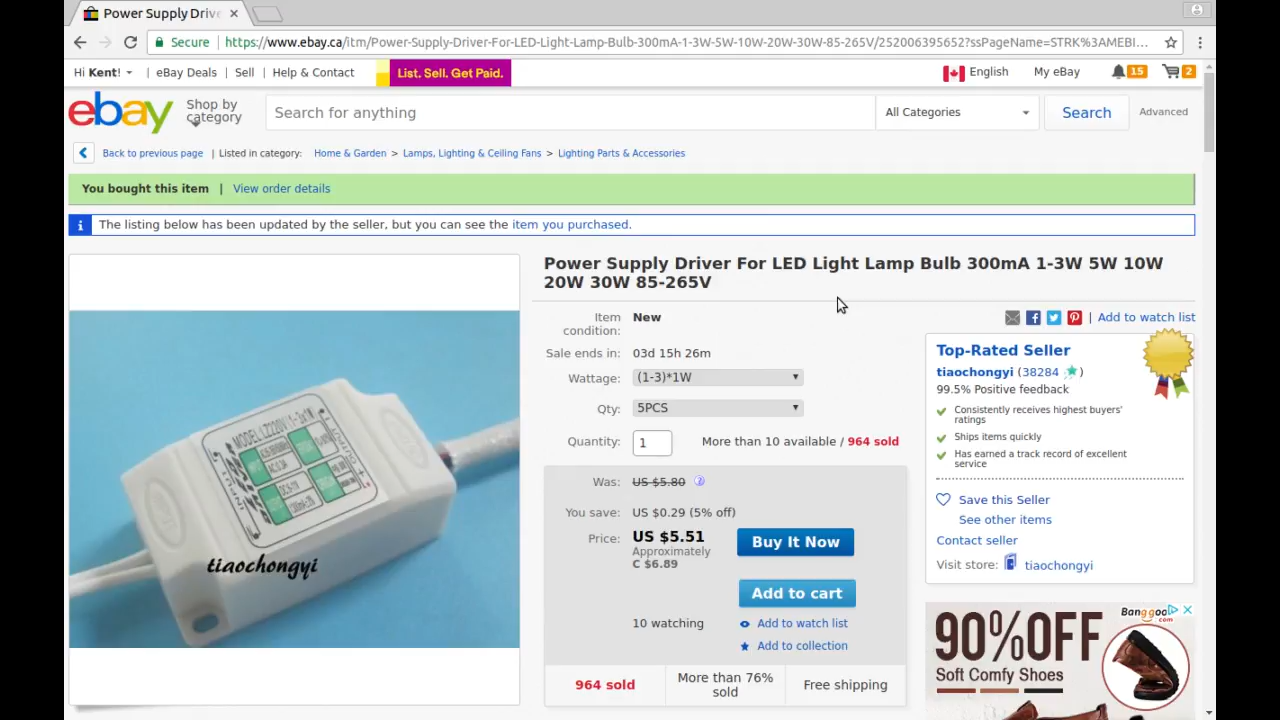 Power Supply Drive
Secure
https://www.ebay.ca/itm/Power-Supply-Driver-For-LED-Light-Lamp-Bulb-300mA-1-3W-5W-10W-20W-30W-85-265V/252006395652?ssPageName=STRK%3AMEBI...
Hi Kent!
eBay Deals
Sell
Help & Contact
List. Sell. Get Paid.
English
My eBay
15
2
ebay
Shop by
category
Search for anything
All Categories
Search
Advanced
Back to previous page | Listed in category: Home & Garden > Lamps, Lighting & Ceiling Fans > Lighting Parts & Accessories
You bought this item | View order details
The listing below has been updated by the seller, but you can see the item you purchased.
Power Supply Driver For LED Light Lamp Bulb 300mA 1-3W 5W 10W
20W 30W 85-265V
Item
condition:
New
Sale ends in: 03d 15h 26m
Wattage: (1-3)*1W
Qty: 5PCS
Quantity: 1
More than 10 available / 964 sold
Was: US $5.80
You save: US $0.29 (5% off)
Price: US $5.51
Approximately
C $6.89
Buy It Now
Add to cart
10 watching
Add to watch list
Add to collection
964 sold
More than 76%
sold
Free shipping
| Add to watch list
Top-Rated Seller
tiaochongyi (38284 )
99.5% Positive feedback
Consistently receives highest buyers'
ratings
Ships items quickly
Has earned a track record of excellent
service
Save this Seller
See other items
Contact seller
Visit store: tiaochongyi
Banggood
.com
90%OFF
Soft Comfy Shoes
tiaochongyi